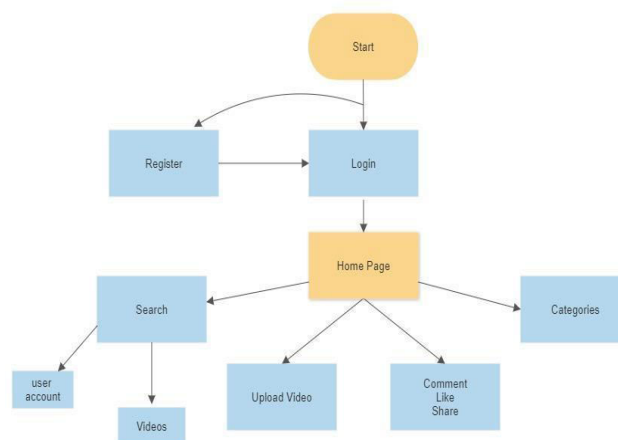 Start
Register
Login
Home Page
Search
Categories
user
account
Videos
Upload Video
Comment
Like
Share